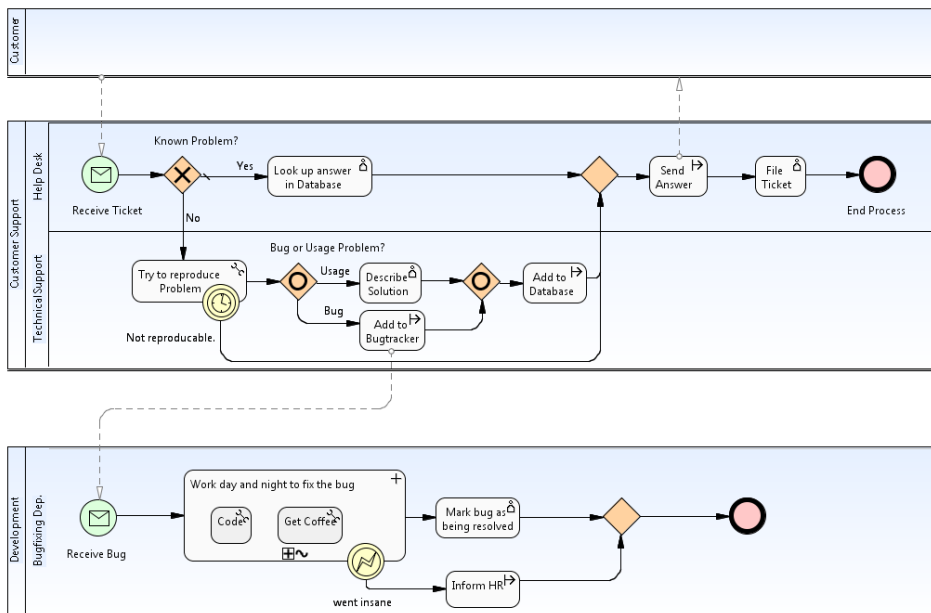 Customer
Customer Support
Help Desk
Known Problem?
Receive Ticket
Yes
Look up answer
in Database
Send
Answer
File
Ticket
End Process
No
Technical Support
Bug or Usage Problem?
Try to reproduce
Problem
Usage
Describe
Solution
Add to
Database
Bug
Add to
Bugtracker
Not reproducable.
Development
Bugfixing Dep.
Receive Bug
Work day and night to fix the bug
Code
Get Coffee
Mark bug as
being resolved
Inform HR
went insane